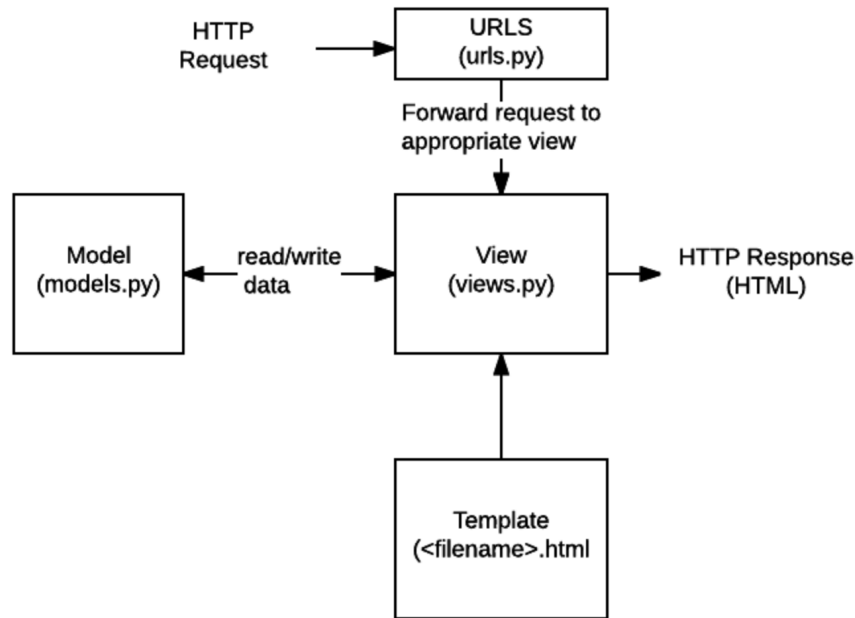 HTTP
Request
URLS
(urls.py)
Forward request to
appropriate view
Model
(models.py)
read/write
data
View
(views.py)
HTTP Response
(HTML)
Template
(<filename>.html